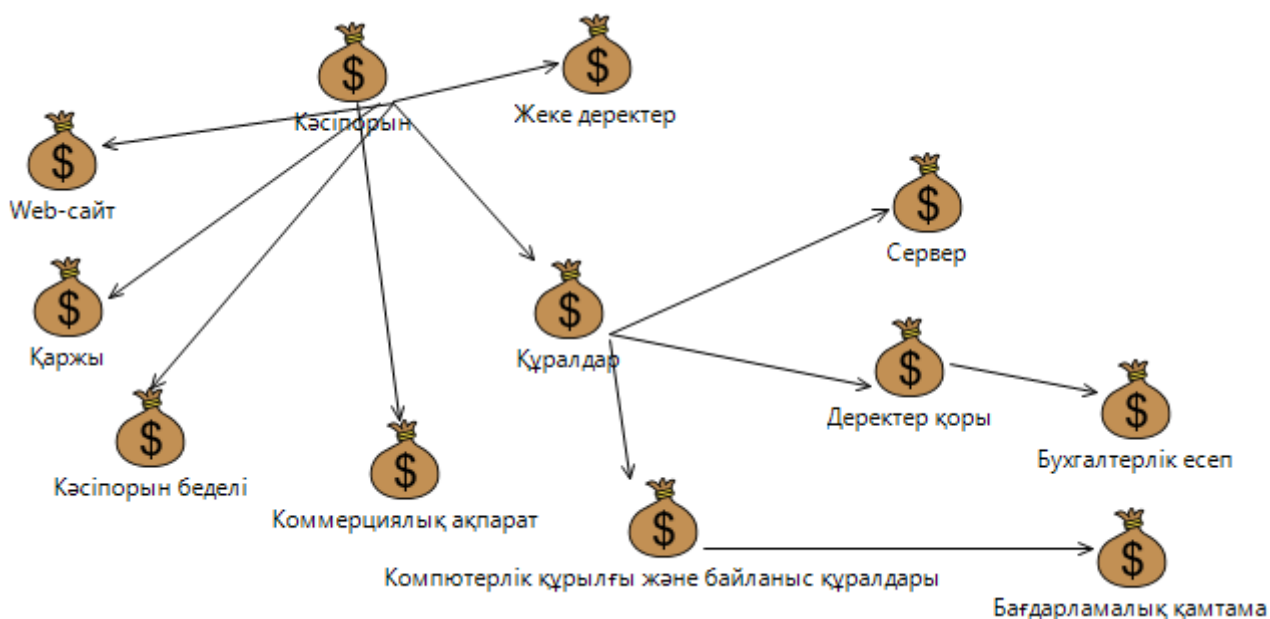 Кәсіпорын
Жеке деректер
Web-сайт
Сервер
Қаржы
Құралдар
Деректер қоры
Бухгалтерлік есеп
Кәсіпорын беделі
Коммерциялық ақпарат
Компютерлік құрылғы және байланыс құралдары
Бағдарламалық қамтама